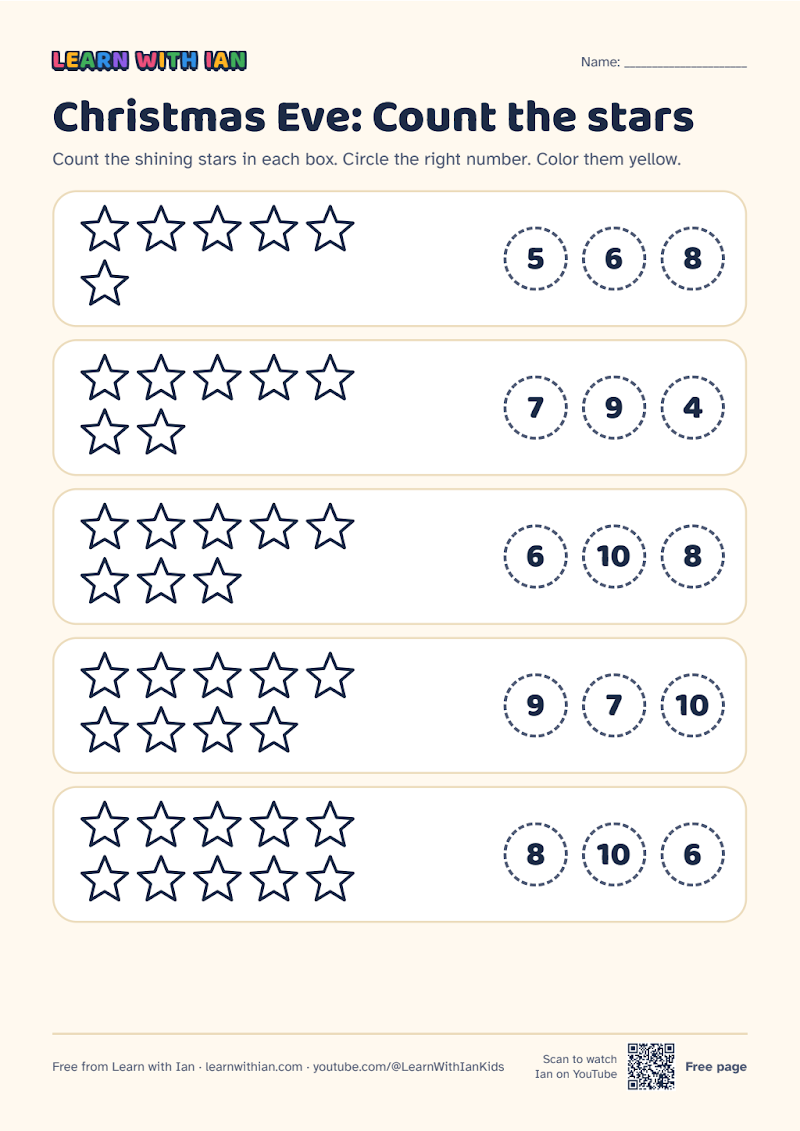 LEARN WITH IAN
Name: ____________________
Christmas Eve: Count the stars
Count the shining stars in each box. Circle the right number. Color them yellow.
5 6 8
7 9 4
6 10 8
9 7 10
8 10 6
Free from Learn with Ian · learnwithian.com · youtube.com/@LearnWithIanKids
Scan to watch
Ian on YouTube
Free page